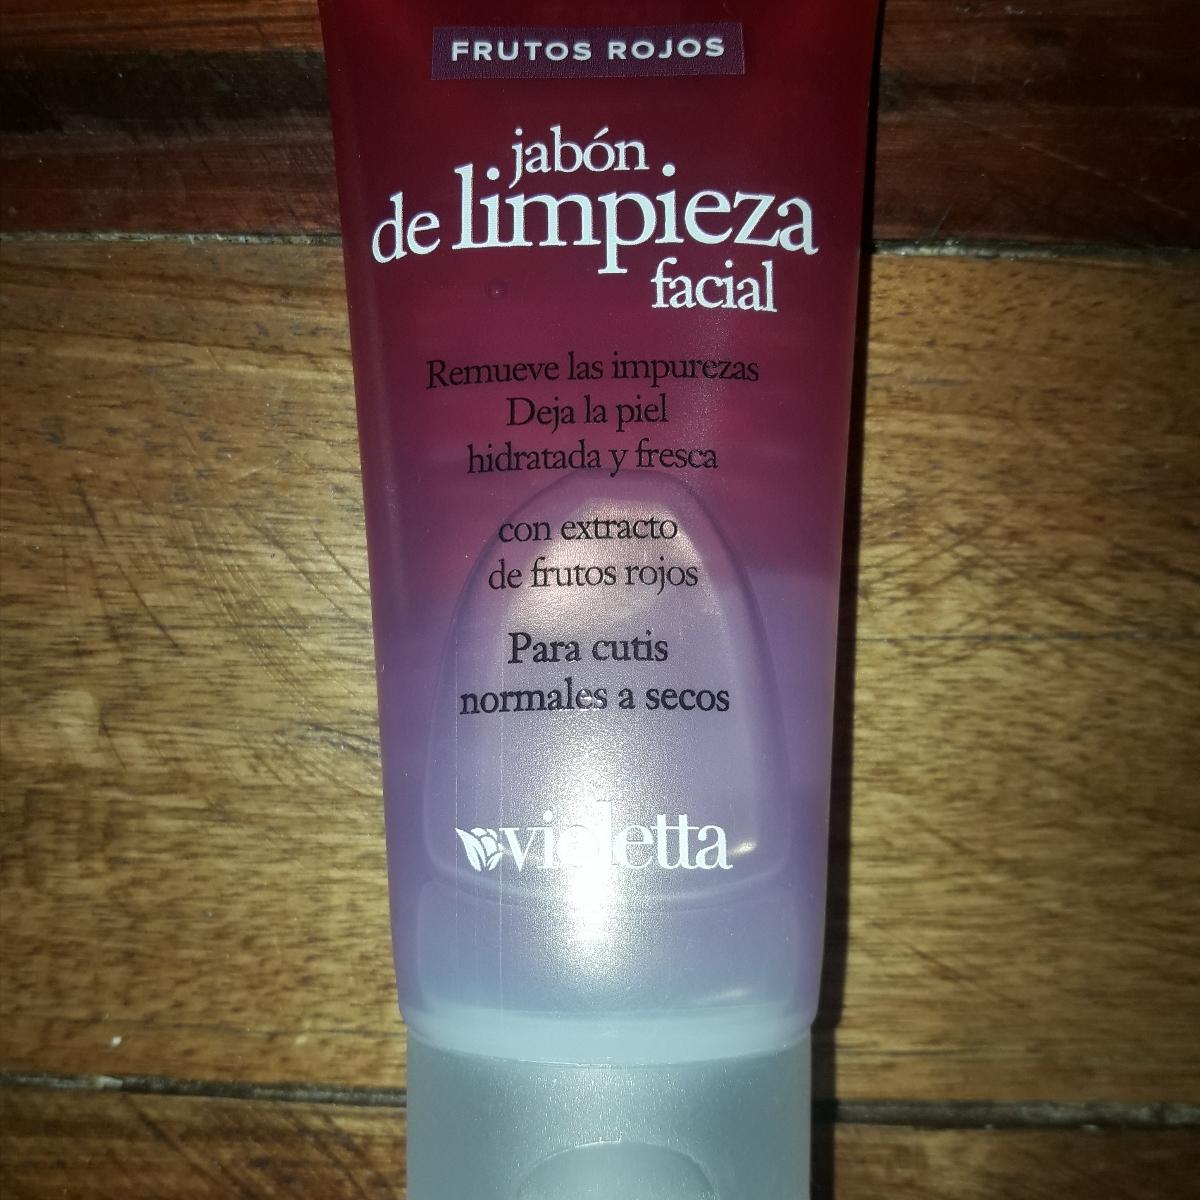 FRUTOS ROJOS
jabón
de limpieza
facial
Remueve las impurezas
Deja la piel
hidratada y fresca
con extracto
de frutos rojos
Para cutis
normales a secos
violetta